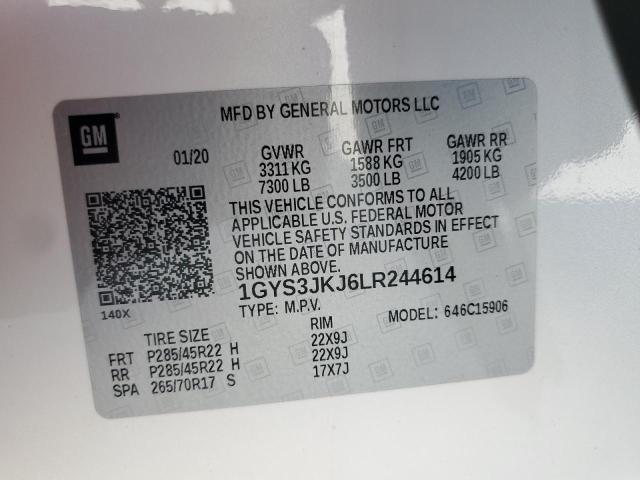 GM
MFD BY GENERAL MOTORS LLC
01/20 GVWR GAWR FRT GAWR RR
3311 KG 1588 KG 1905 KG
7300 LB 3500 LB 4200 LB
THIS VEHICLE CONFORMS TO ALL
APPLICABLE U.S. FEDERAL MOTOR
VEHICLE SAFETY STANDARDS IN EFFECT
ON THE DATE OF MANUFACTURE
SHOWN ABOVE.
1GYS3JKJ6LR244614
140X TYPE: M.P.V. MODEL: 646C15906
TIRE SIZE RIM
FRT P285/45R22 H 22X9J
RR P285/45R22 H 22X9J
SPA 265/70R17 S 17X7J